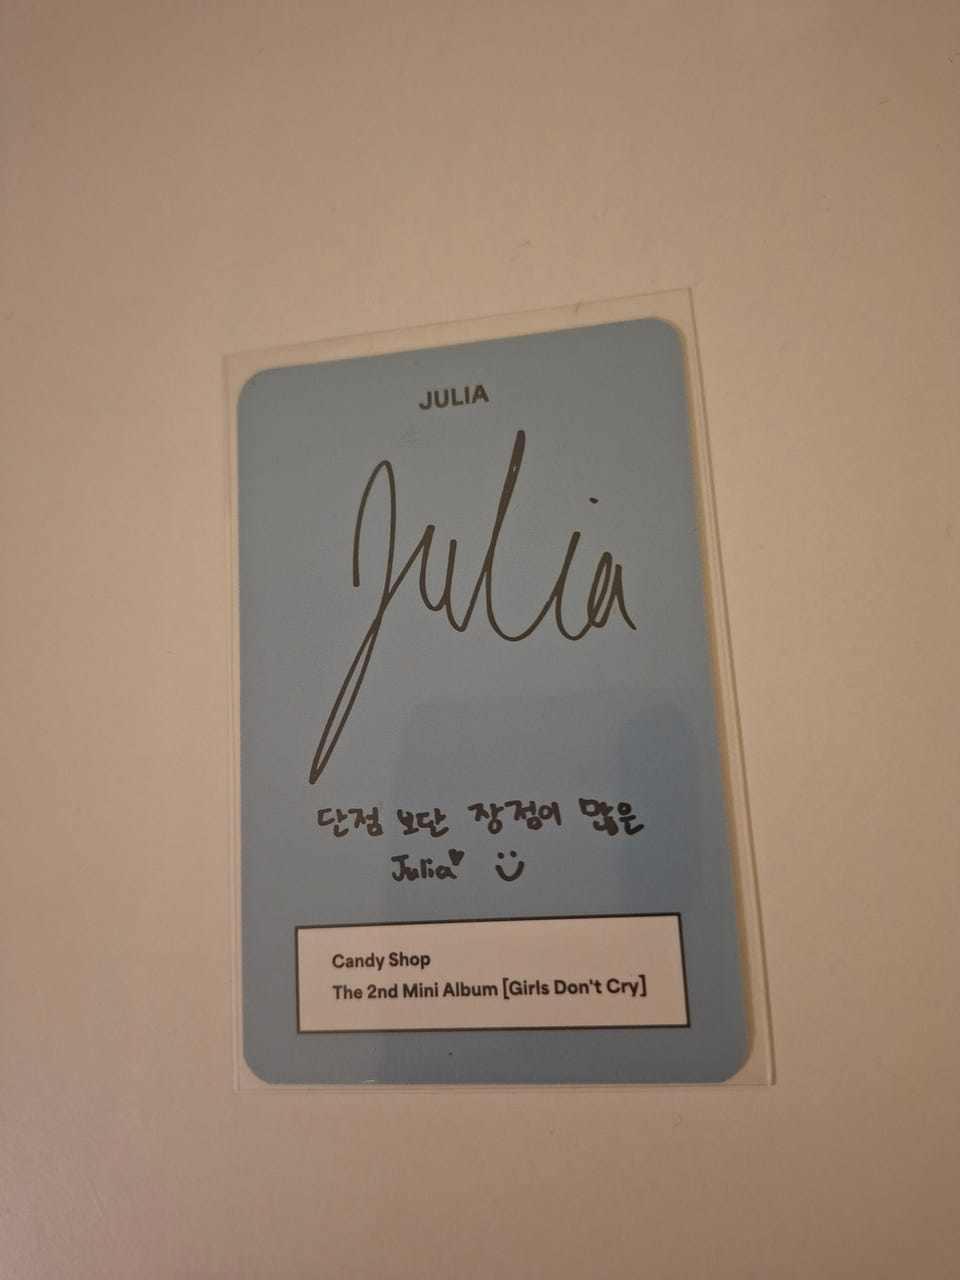 JULIA
Julia
단점 보단 장점이 많은
Julia♥ ☺
Candy Shop
The 2nd Mini Album [Girls Don't Cry]